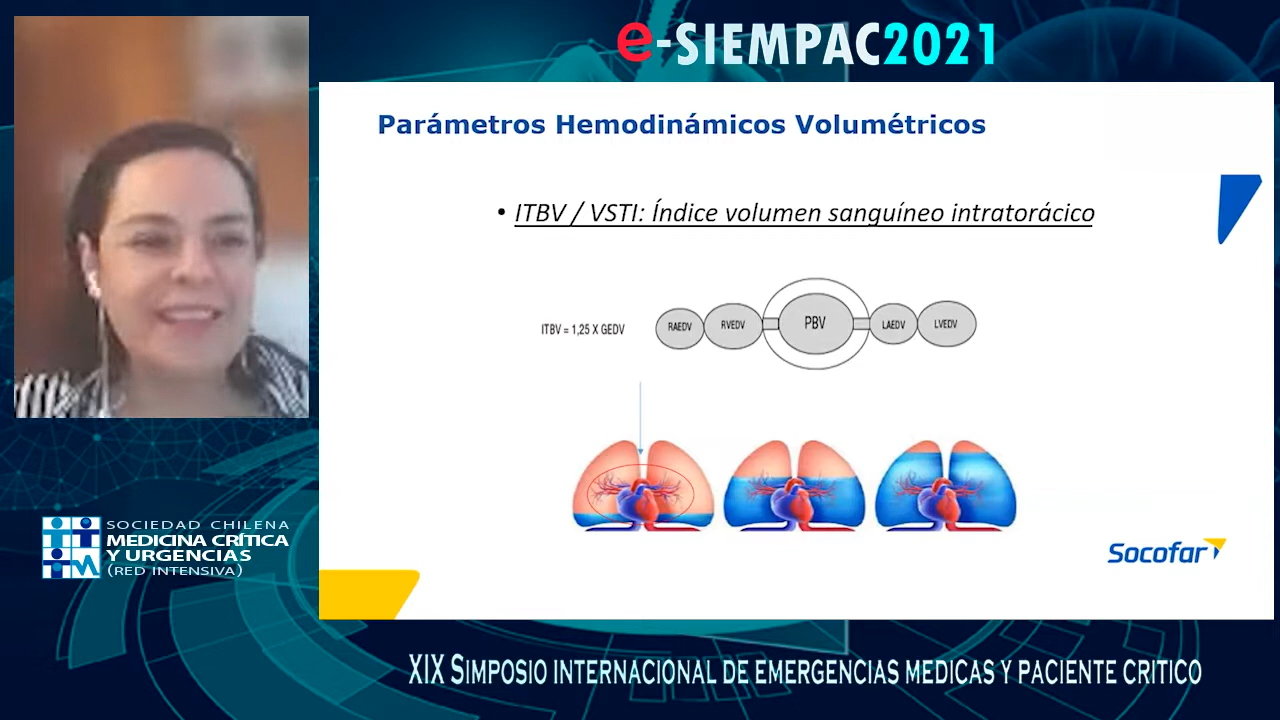 e-SIEMPAC2021
Parámetros Hemodinámicos Volumétricos
• ITBV / VSTI: Índice volumen sanguíneo intratorácico
ITBV = 1,25 X GEDV
RAEDV RVEDV PBV LAEDV LVEDV
Socofar
SOCIEDAD CHILENA
MEDICINA CRÍTICA
Y URGENCIAS
(RED INTENSIVA)
XIX SIMPOSIO INTERNACIONAL DE EMERGENCIAS MEDICAS Y PACIENTE CRITICO